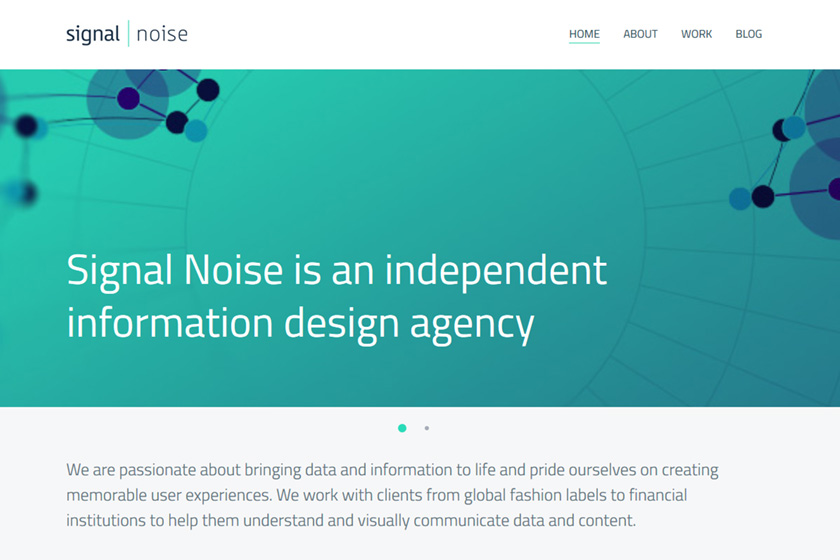 signal | noise
HOME ABOUT WORK BLOG
Signal Noise is an independent
information design agency
We are passionate about bringing data and information to life and pride ourselves on creating
memorable user experiences. We work with clients from global fashion labels to financial
institutions to help them understand and visually communicate data and content.